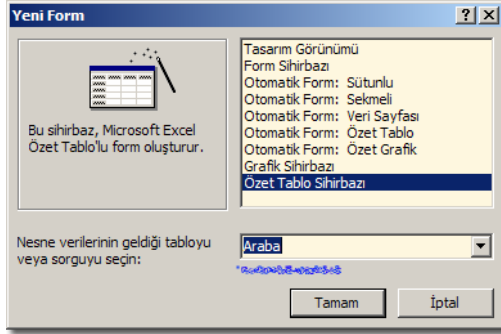 Yeni Form
Bu sihirbaz, Microsoft Excel
Özet Tablo'lu form oluşturur.
Tasarım Görünümü
Form Sihirbazı
Otomatik Form: Sütunlu
Otomatik Form: Sekmeli
Otomatik Form: Veri Sayfası
Otomatik Form: Özet Tablo
Otomatik Form: Özet Grafik
Grafik Sihirbazı
Özet Tablo Sihirbazı
Nesne verilerinin geldiği tabloyu
veya sorguyu seçin:
Araba
Tamam
İptal